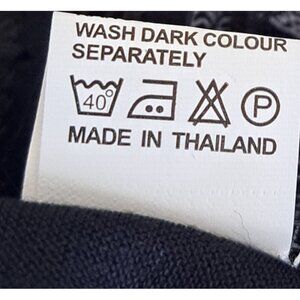 WASH DARK COLOUR
SEPARATELY
40° P
MADE IN THAILAND